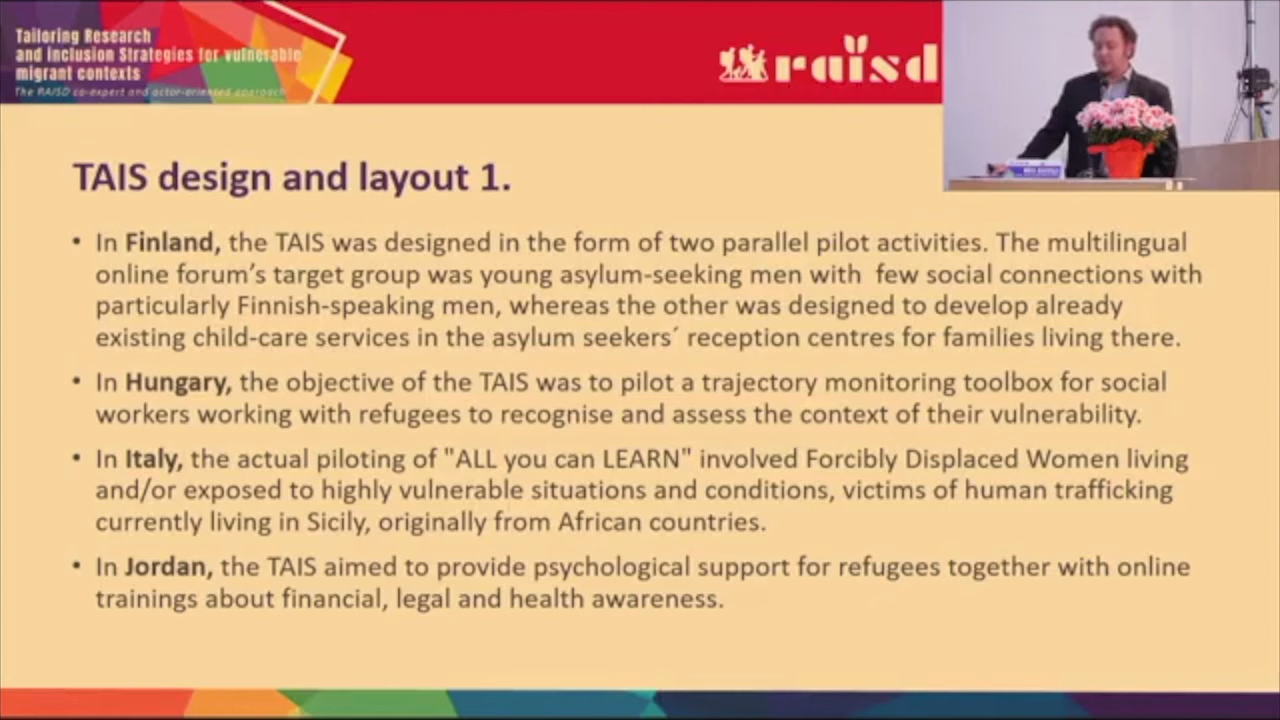 Tailoring Research
and Inclusion Strategies for vulnerable
migrant contexts
The RAISD co-expert and actor-oriented approach
raisd
TAIS design and layout 1.
• In Finland, the TAIS was designed in the form of two parallel pilot activities. The multilingual
online forum’s target group was young asylum-seeking men with  few social connections with
particularly Finnish-speaking men, whereas the other was designed to develop already
existing child-care services in the asylum seekers´ reception centres for families living there.
• In Hungary, the objective of the TAIS was to pilot a trajectory monitoring toolbox for social
workers working with refugees to recognise and assess the context of their vulnerability.
• In Italy, the actual piloting of "ALL you can LEARN" involved Forcibly Displaced Women living
and/or exposed to highly vulnerable situations and conditions, victims of human trafficking
currently living in Sicily, originally from African countries.
• In Jordan, the TAIS aimed to provide psychological support for refugees together with online
trainings about financial, legal and health awareness.